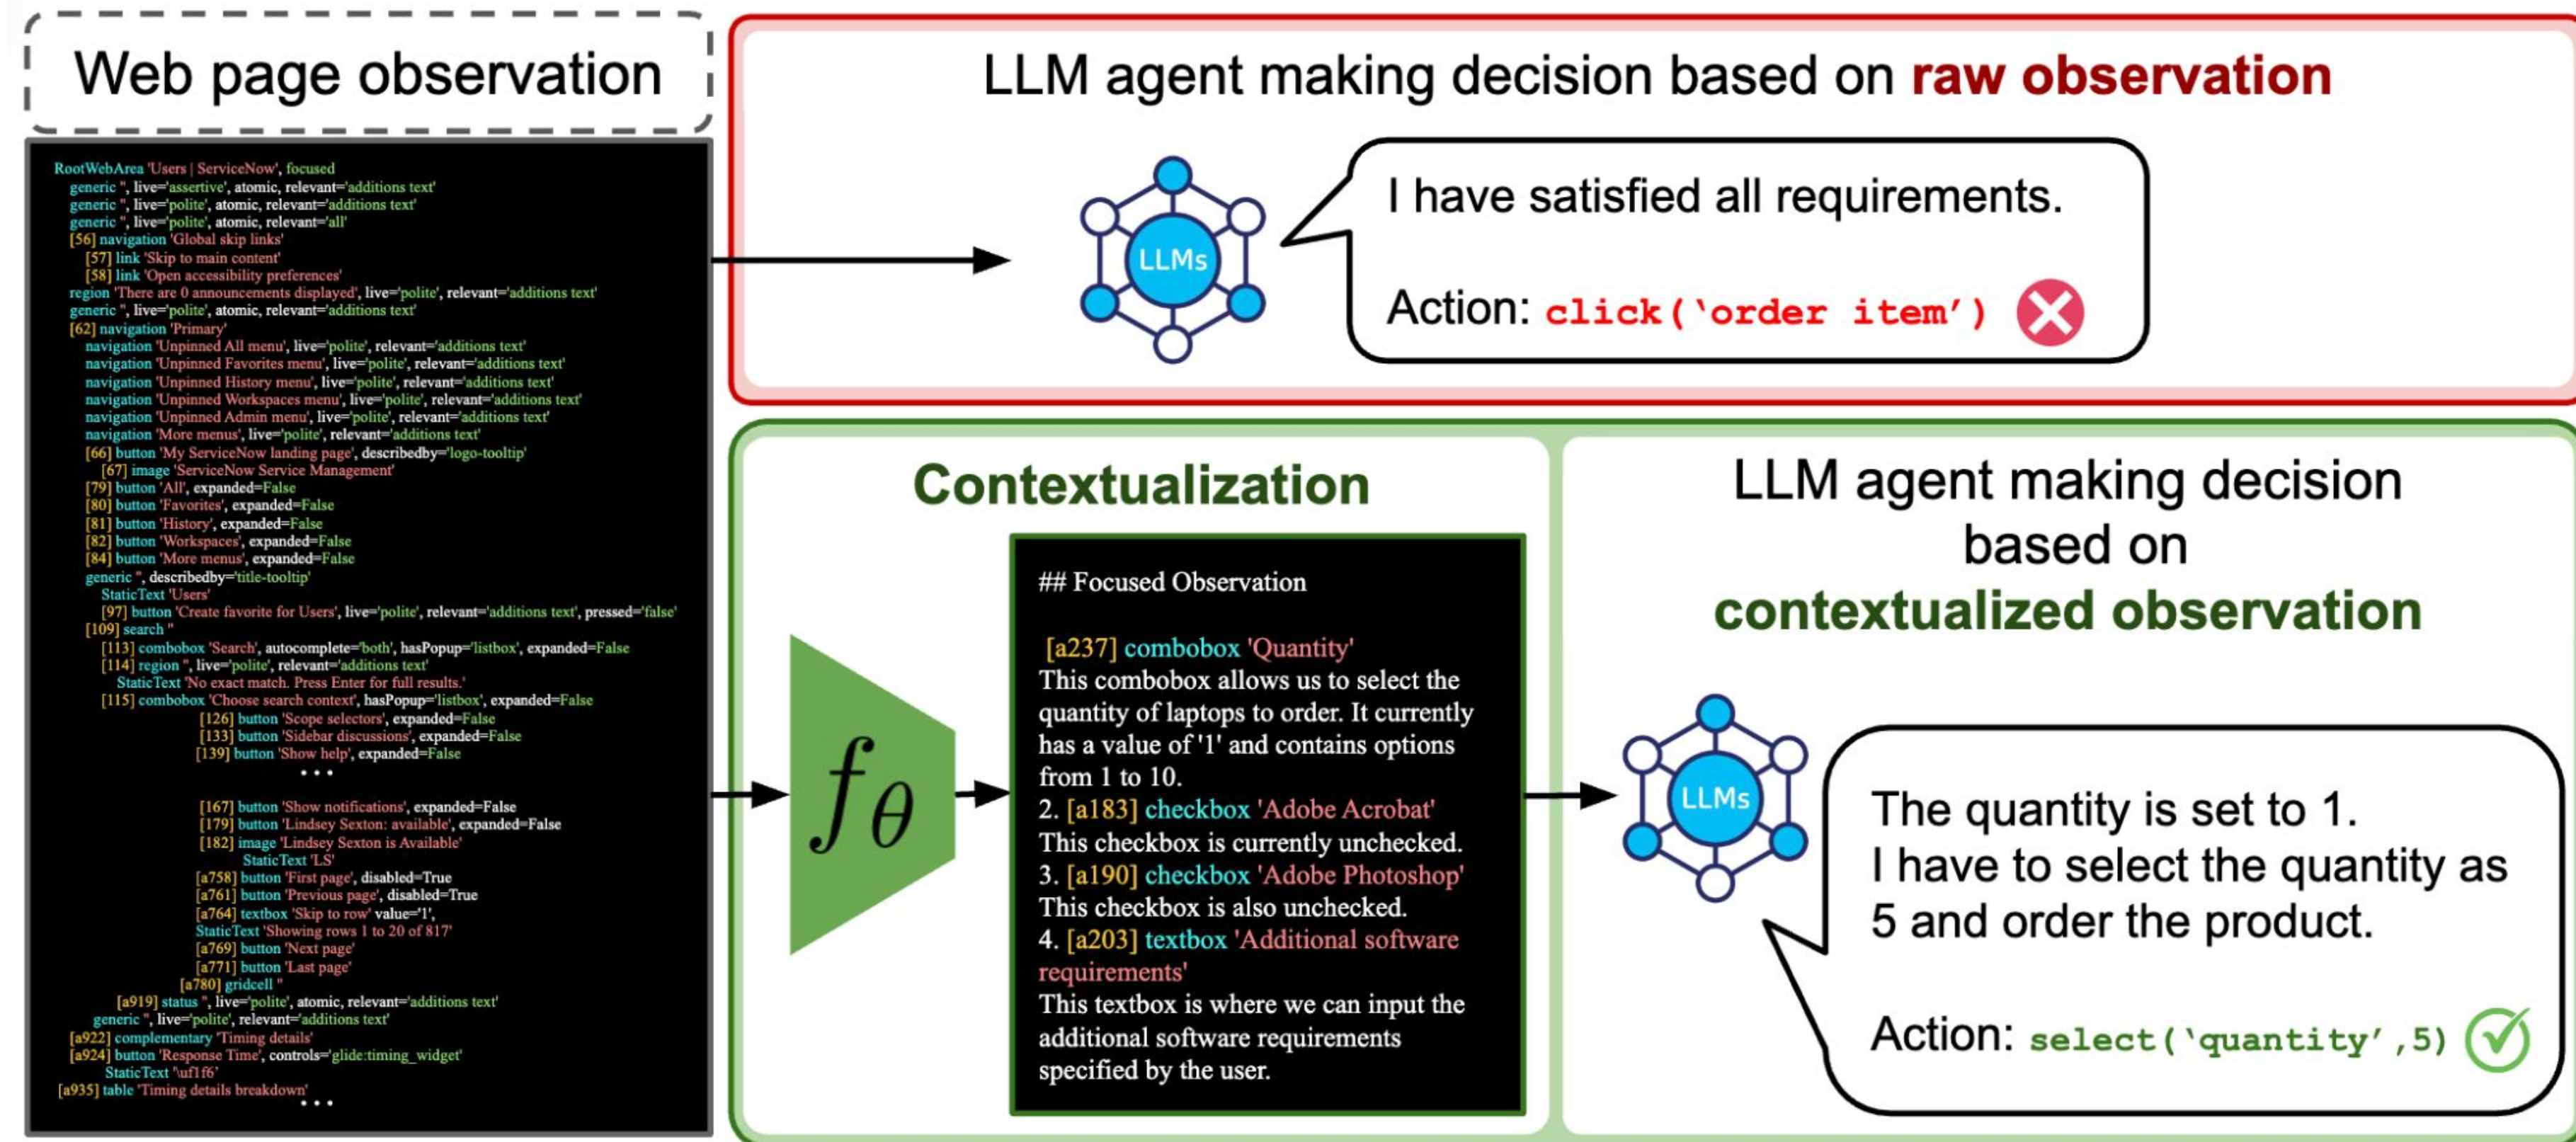 Web page observation
RootWebArea 'Users | ServiceNow', focused
generic '', live='assertive', atomic, relevant='additions text'
generic '', live='polite', atomic, relevant='additions text'
generic '', live='polite', atomic, relevant='all'
[56] navigation 'Global skip links'
[57] link 'Skip to main content'
[58] link 'Open accessibility preferences'
region 'There are 0 announcements displayed', live='polite', relevant='additions text'
generic '', live='polite', atomic, relevant='additions text'
[62] navigation 'Primary'
navigation 'Unpinned All menu', live='polite', relevant='additions text'
navigation 'Unpinned Favorites menu', live='polite', relevant='additions text'
navigation 'Unpinned History menu', live='polite', relevant='additions text'
navigation 'Unpinned Workspaces menu', live='polite', relevant='additions text'
navigation 'Unpinned Admin menu', live='polite', relevant='additions text'
navigation 'More menus', live='polite', relevant='additions text'
[66] button 'My ServiceNow landing page', describedby='logo-tooltip'
[67] image 'ServiceNow Service Management'
[79] button 'All', expanded=False
[80] button 'Favorites', expanded=False
[81] button 'History', expanded=False
[82] button 'Workspaces', expanded=False
[84] button 'More menus', expanded=False
generic '', describedby='title-tooltip'
StaticText 'Users'
[97] button 'Create favorite for Users', live='polite', relevant='additions text', pressed='false'
[109] search ''
[113] combobox 'Search', autocomplete='both', hasPopup='listbox', expanded=False
[114] region '', live='polite', relevant='additions text'
StaticText 'No exact match. Press Enter for full results.'
[115] combobox 'Choose search context', hasPopup='listbox', expanded=False
[126] button 'Scope selectors', expanded=False
[133] button 'Sidebar discussions', expanded=False
[139] button 'Show help', expanded=False
...
[167] button 'Show notifications', expanded=False
[179] button 'Lindsey Sexton: available', expanded=False
[182] image 'Lindsey Sexton is Available'
StaticText 'LS'
[a758] button 'First page', disabled=True
[a761] button 'Previous page', disabled=True
[a764] textbox 'Skip to row' value='1',
StaticText 'Showing rows 1 to 20 of 817'
[a769] button 'Next page'
[a771] button 'Last page'
[a780] gridcell ''
[a919] status '', live='polite', atomic, relevant='additions text'
generic '', live='polite', relevant='additions text'
[a922] complementary 'Timing details'
[a924] button 'Response Time', controls='glide:timing_widget'
StaticText '\uf1f6'
[a935] table 'Timing details breakdown'
...
LLM agent making decision based on raw observation
LLMs
I have satisfied all requirements.
Action: click(‘order item’)
Contextualization
fθ
## Focused Observation
[a237] combobox 'Quantity'
This combobox allows us to select the
quantity of laptops to order. It currently
has a value of '1' and contains options
from 1 to 10.
2. [a183] checkbox 'Adobe Acrobat'
This checkbox is currently unchecked.
3. [a190] checkbox 'Adobe Photoshop'
This checkbox is also unchecked.
4. [a203] textbox 'Additional software
requirements'
This textbox is where we can input the
additional software requirements
specified by the user.
LLM agent making decision
based on
contextualized observation
LLMs
The quantity is set to 1.
I have to select the quantity as
5 and order the product.
Action: select(‘quantity’,5)